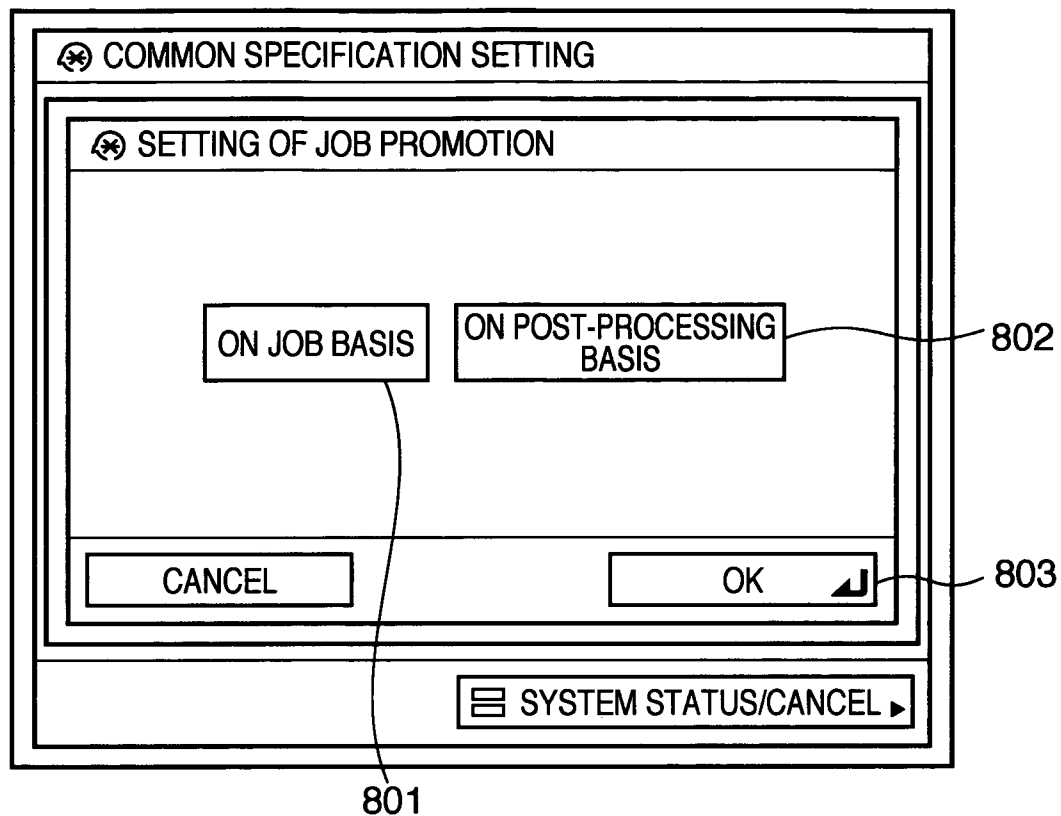 COMMON SPECIFICATION SETTING
SETTING OF JOB PROMOTION
ON JOB BASIS
ON POST-PROCESSING
BASIS
802
CANCEL
OK
803
SYSTEM STATUS/CANCEL
801